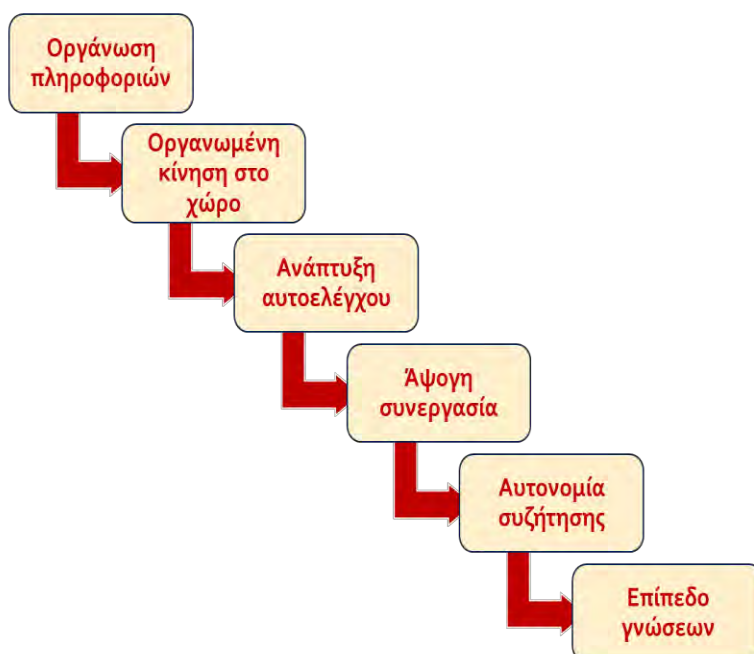 Οργάνωση
πληροφοριών
Οργανωμένη
κίνηση στο
χώρο
Ανάπτυξη
αυτοελέγχου
Άψογη
συνεργασία
Αυτονομία
συζήτησης
Επίπεδο
γνώσεων